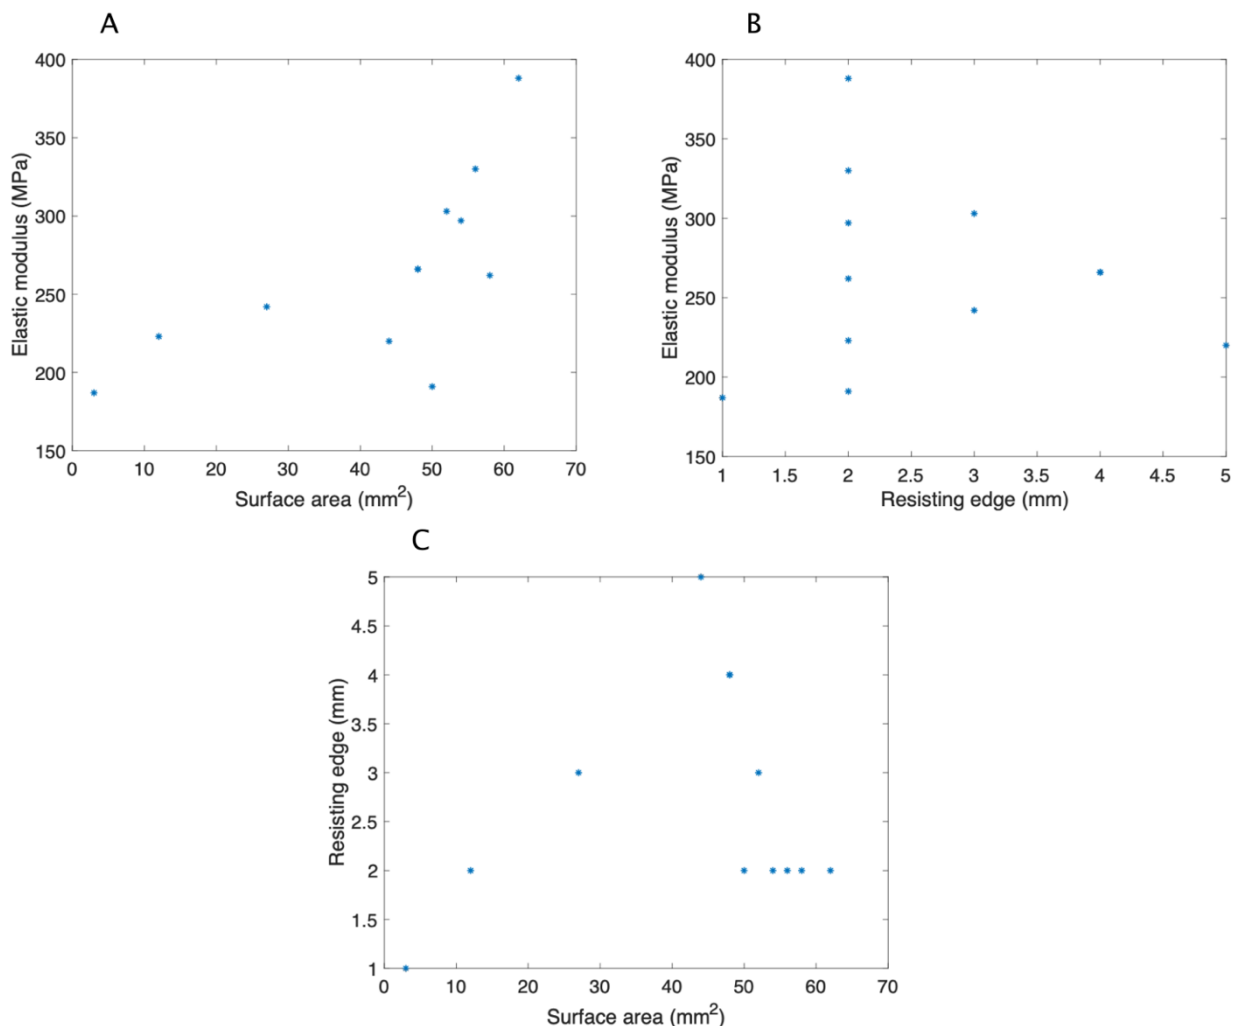 A
400
350
300
250
200
150
0 10 20 30 40 50 60 70
Elastic modulus (MPa)
Surface area (mm²)
B
400
350
300
250
200
150
1 1.5 2 2.5 3 3.5 4 4.5 5
Elastic modulus (MPa)
Resisting edge (mm)
C
5
4.5
4
3.5
3
2.5
2
1.5
1
0 10 20 30 40 50 60 70
Resisting edge (mm)
Surface area (mm²)